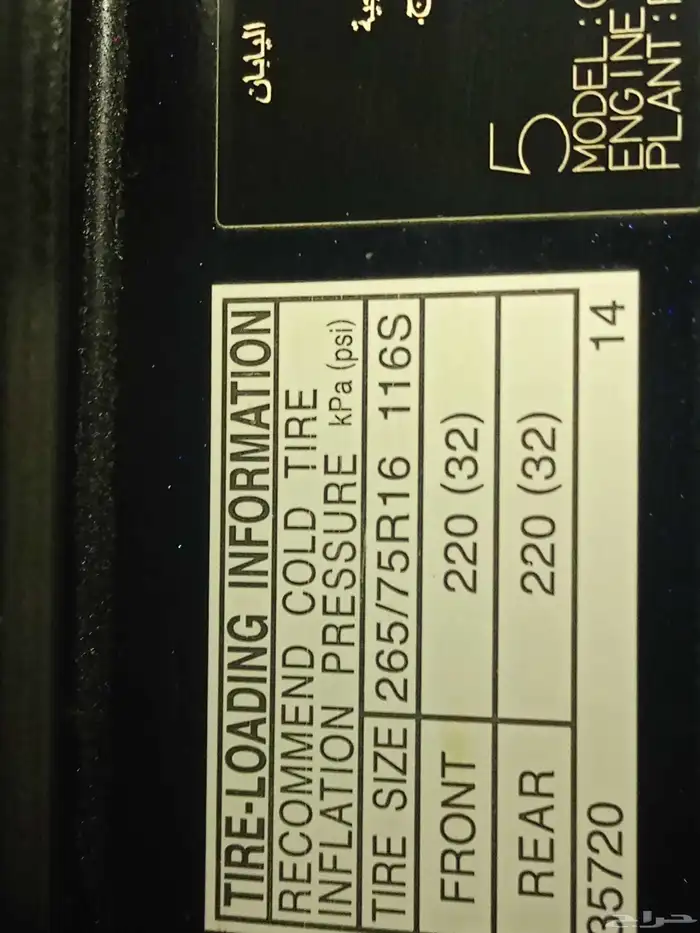 اليابان
5
MODEL :
ENGINE
PLANT :
TIRE-LOADING INFORMATION
RECOMMEND COLD TIRE
INFLATION PRESSURE kPa (psi)
TIRE SIZE 265/75R16 116S
FRONT 220 (32)
REAR 220 (32)
35720 14
حراج